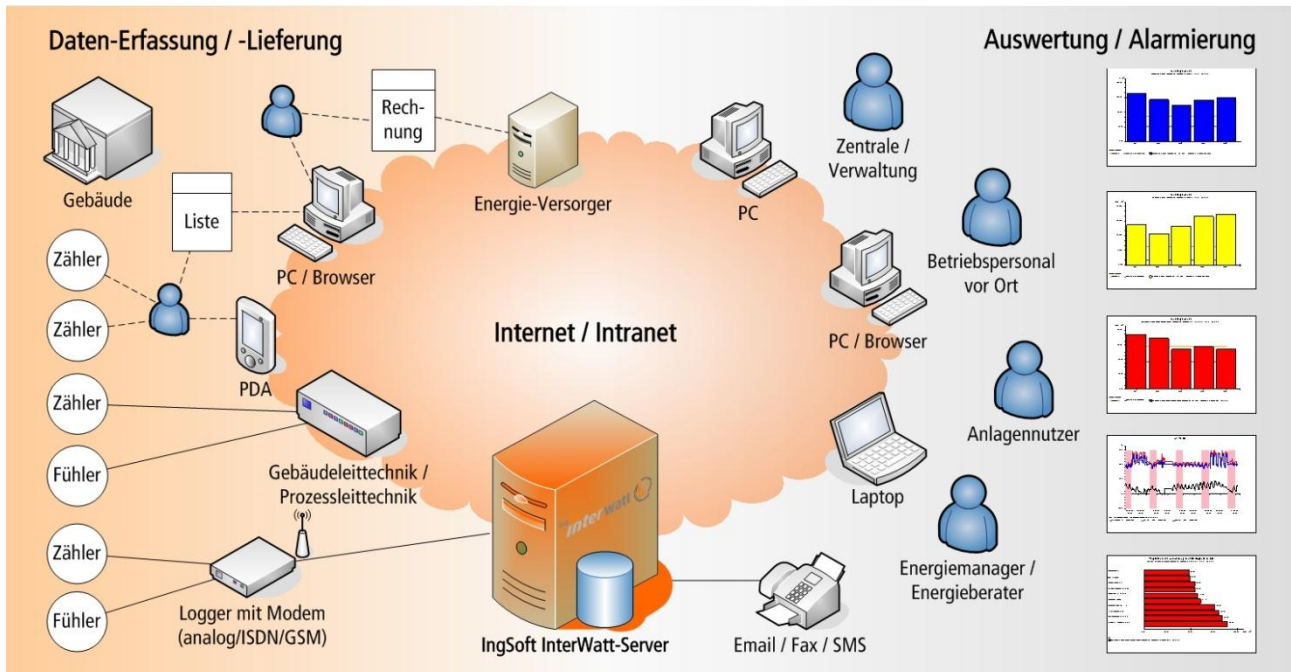 Daten-Erfassung / -Lieferung
Auswertung / Alarmierung
Rech-
nung
Gebäude
Liste
Energie-Versorger
PC
Zentrale /
Verwaltung
Zähler
PC / Browser
Betriebspersonal
vor Ort
Zähler
Internet / Intranet
PC / Browser
PDA
Zähler
Anlagennutzer
Fühler
Gebäudeleittechnik /
Prozessleittechnik
Laptop
interwatt
Zähler
Energiemanager /
Energieberater
Fühler
Logger mit Modem
(analog/ISDN/GSM)
IngSoft InterWatt-Server
Email / Fax / SMS